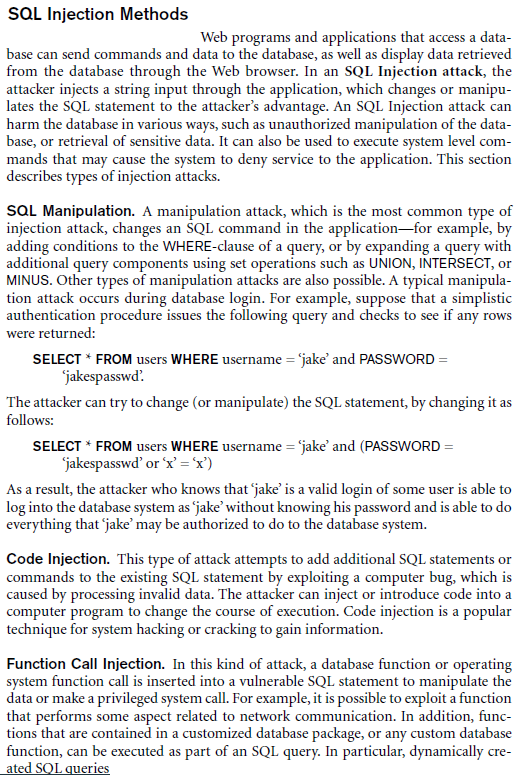 SQL Injection Methods
Web programs and applications that access a data-
base can send commands and data to the database, as well as display data retrieved
from the database through the Web browser. In an SQL Injection attack, the
attacker injects a string input through the application, which changes or manipu-
lates the SQL statement to the attacker’s advantage. An SQL Injection attack can
harm the database in various ways, such as unauthorized manipulation of the data-
base, or retrieval of sensitive data. It can also be used to execute system level com-
mands that may cause the system to deny service to the application. This section
describes types of injection attacks.
SQL Manipulation. A manipulation attack, which is the most common type of
injection attack, changes an SQL command in the application—for example, by
adding conditions to the WHERE-clause of a query, or by expanding a query with
additional query components using set operations such as UNION, INTERSECT, or
MINUS. Other types of manipulation attacks are also possible. A typical manipula-
tion attack occurs during database login. For example, suppose that a simplistic
authentication procedure issues the following query and checks to see if any rows
were returned:
SELECT * FROM users WHERE username = ‘jake’ and PASSWORD =
‘jakespasswd’.
The attacker can try to change (or manipulate) the SQL statement, by changing it as
follows:
SELECT * FROM users WHERE username = ‘jake’ and (PASSWORD =
‘jakespasswd’ or ‘x’ = ‘x’)
As a result, the attacker who knows that ‘jake’ is a valid login of some user is able to
log into the database system as ‘jake’ without knowing his password and is able to do
everything that ‘jake’ may be authorized to do to the database system.
Code Injection. This type of attack attempts to add additional SQL statements or
commands to the existing SQL statement by exploiting a computer bug, which is
caused by processing invalid data. The attacker can inject or introduce code into a
computer program to change the course of execution. Code injection is a popular
technique for system hacking or cracking to gain information.
Function Call Injection. In this kind of attack, a database function or operating
system function call is inserted into a vulnerable SQL statement to manipulate the
data or make a privileged system call. For example, it is possible to exploit a function
that performs some aspect related to network communication. In addition, func-
tions that are contained in a customized database package, or any custom database
function, can be executed as part of an SQL query. In particular, dynamically cre-
ated SQL queries